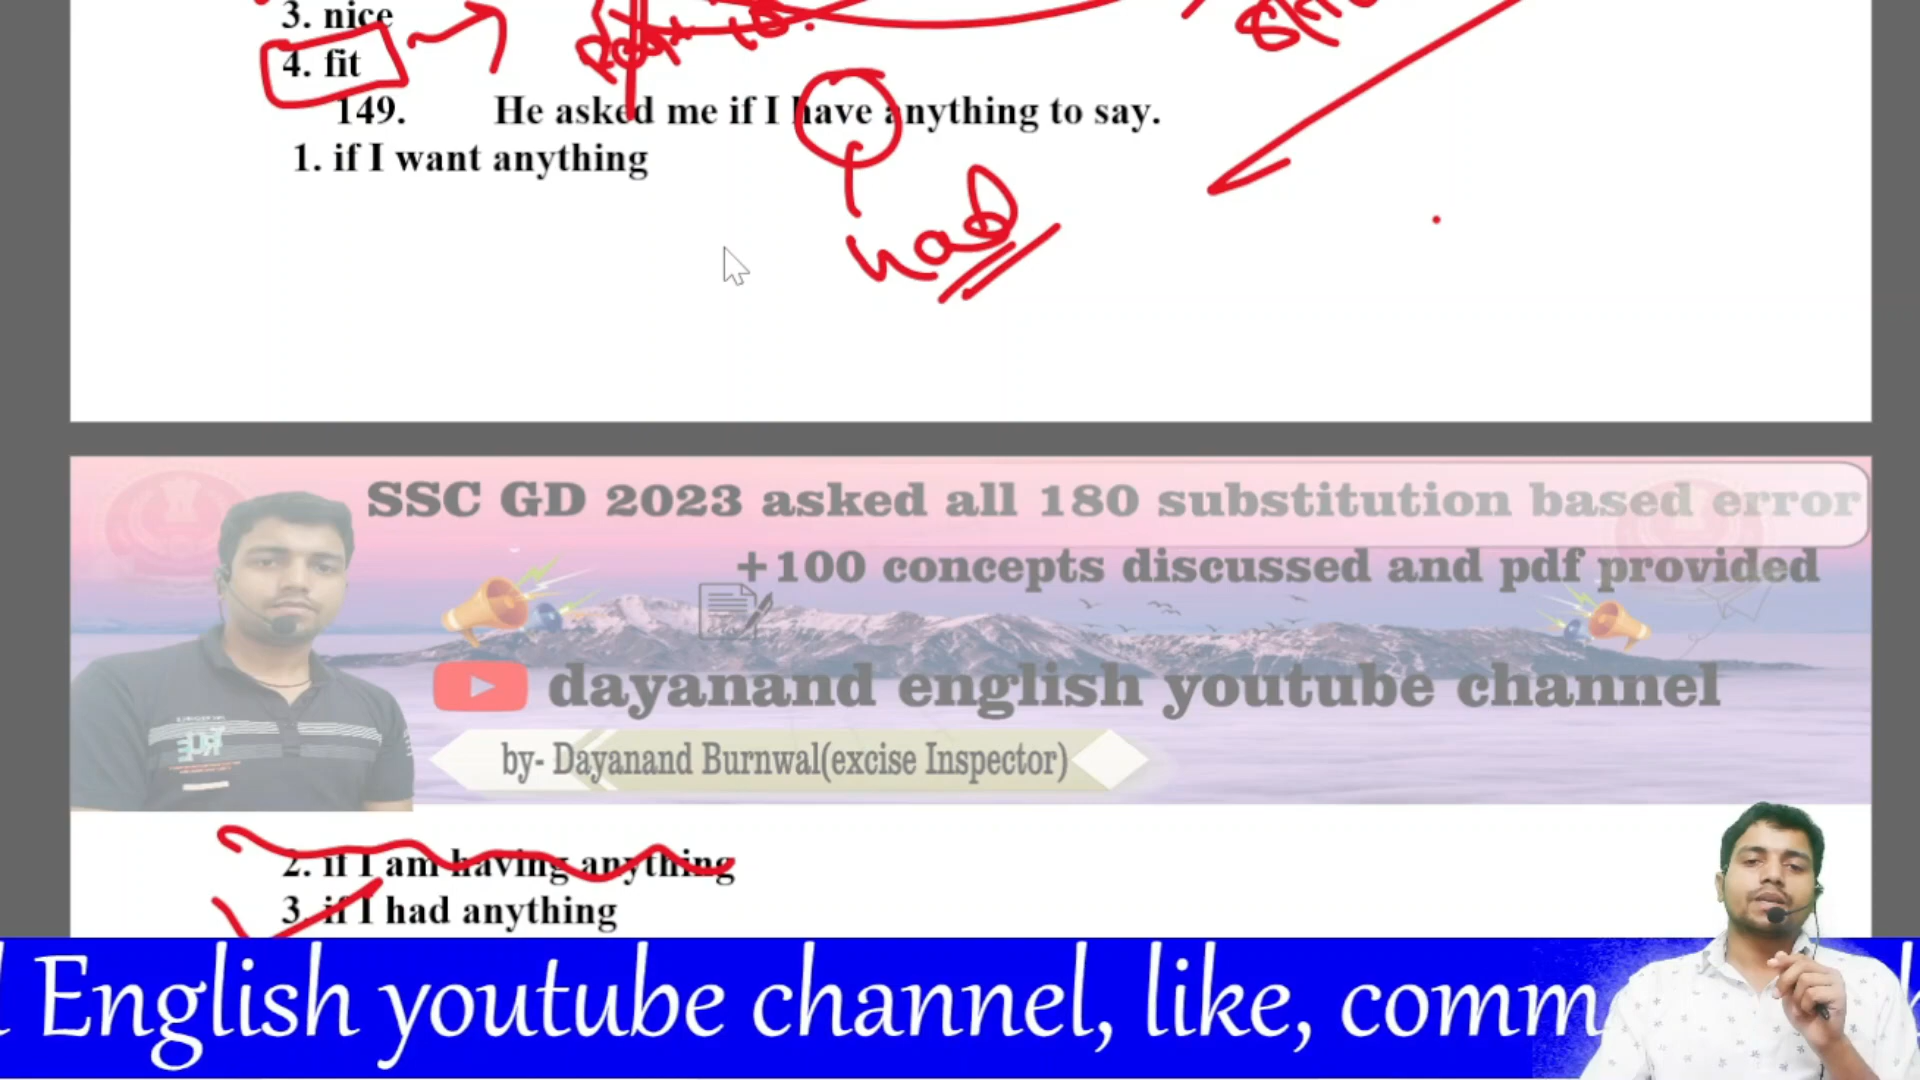 3. nice
4. fit
149. He asked me if I have anything to say.
1. if I want anything
had
SSC GD 2023 asked all 180 substitution based error
+100 concepts discussed and pdf provided
dayanand english youtube channel
by- Dayanand Burnwal(excise Inspector)
2. if I am having anything
3. if I had anything
English youtube channel, like, comm